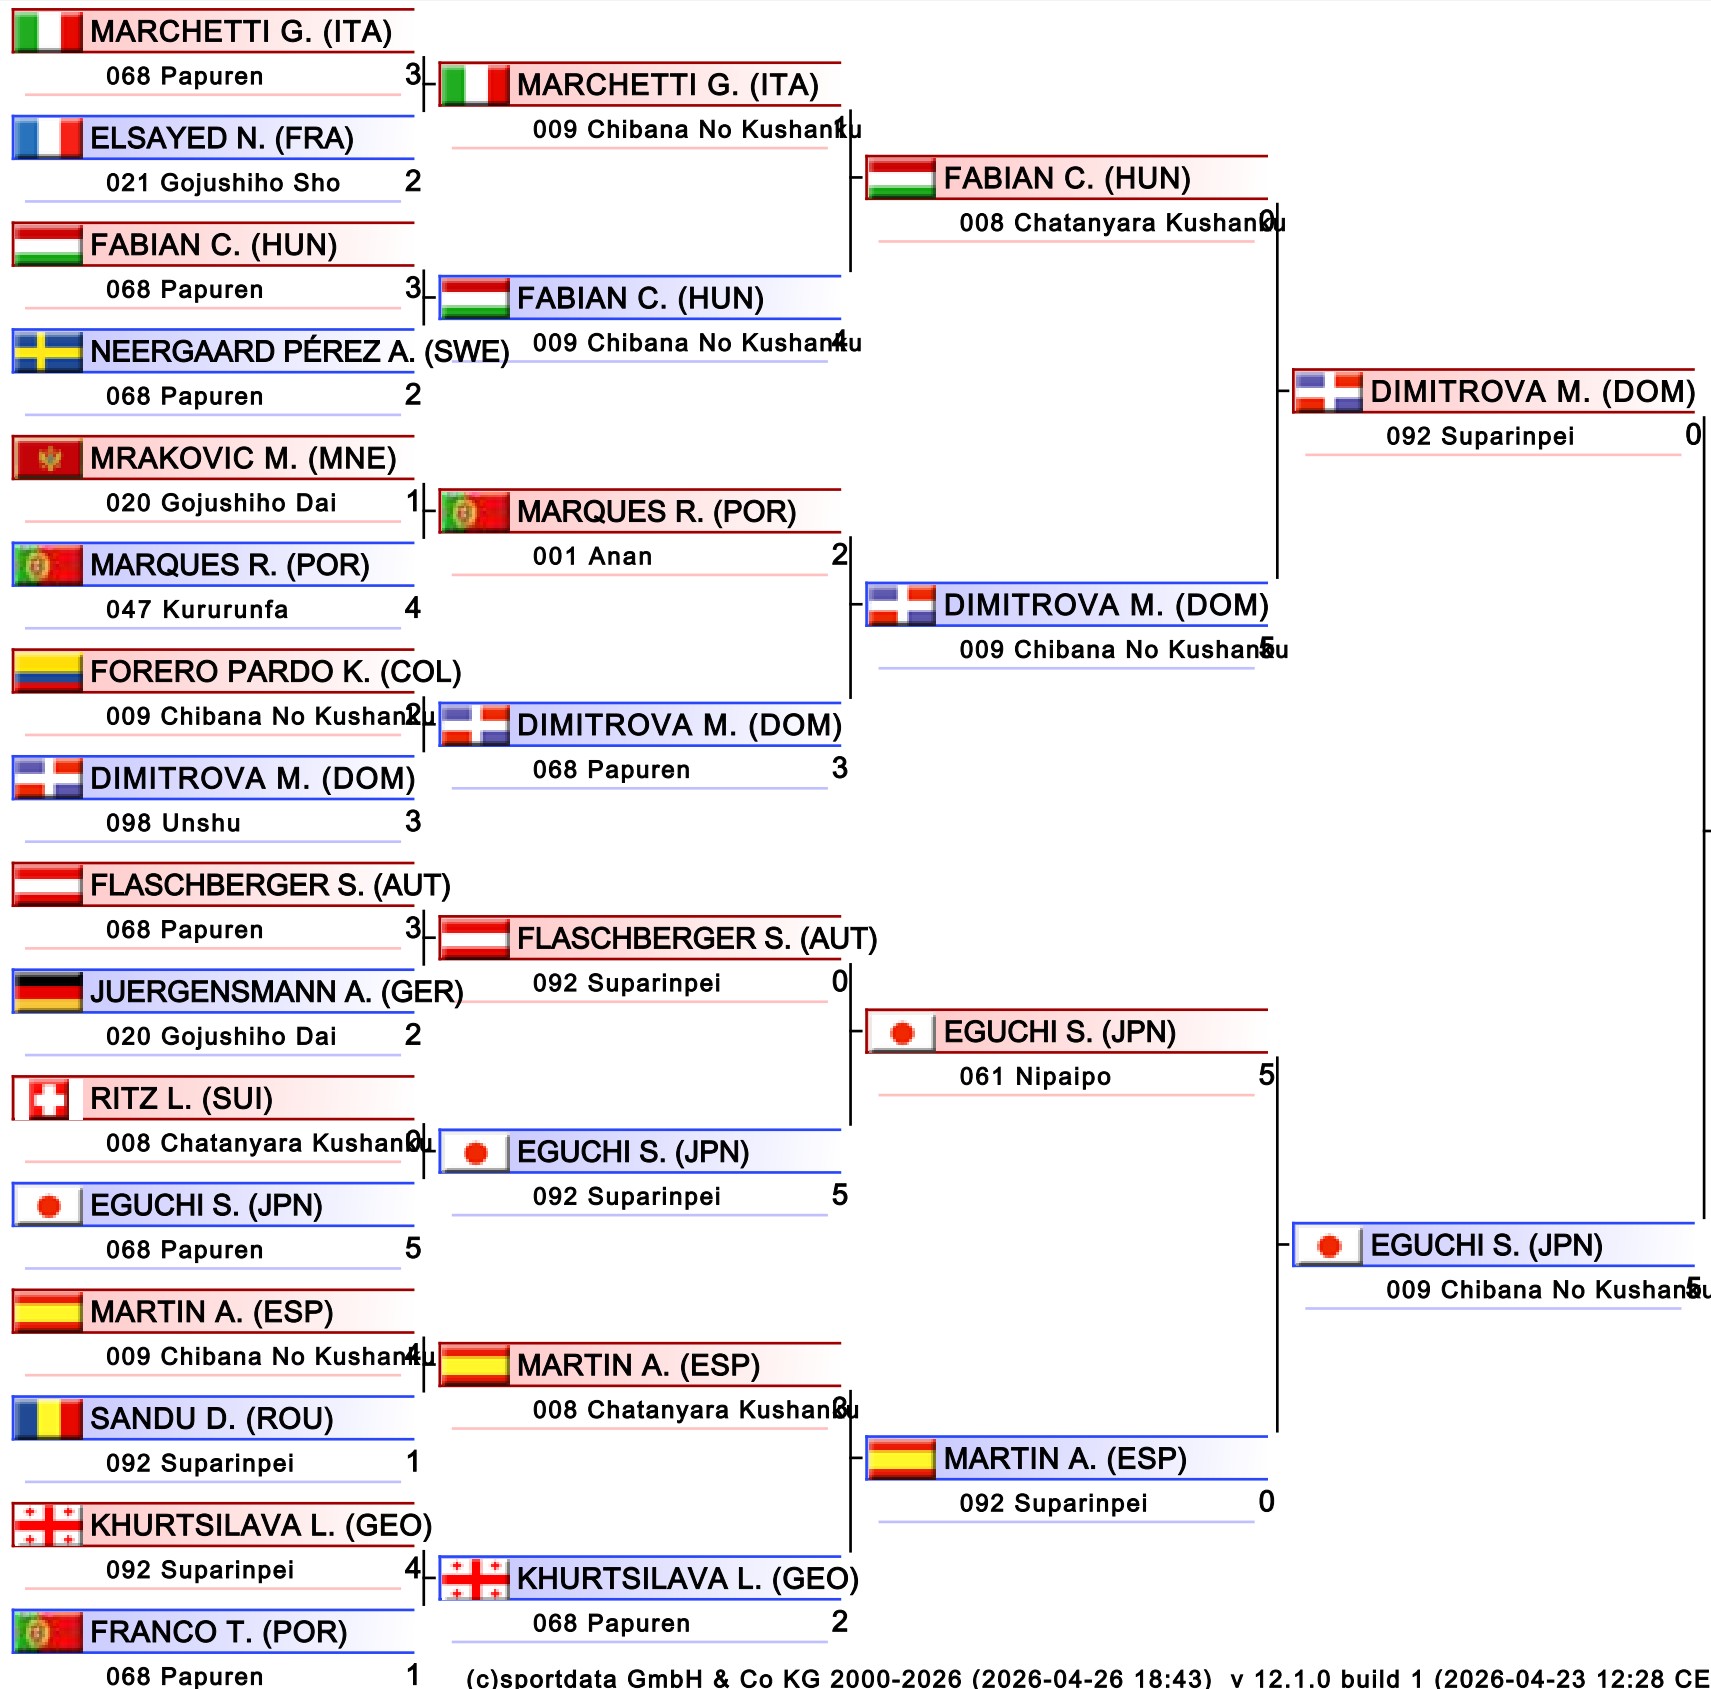 MARCHETTI G. (ITA)
068 Papuren 3
ELSAYED N. (FRA)
021 Gojushiho Sho 2
FABIAN C. (HUN)
068 Papuren 3
NEERGAARD PÉREZ A. (SWE)
068 Papuren 2
MRAKOVIC M. (MNE)
020 Gojushiho Dai 1
MARQUES R. (POR)
047 Kururunfa 4
FORERO PARDO K. (COL)
009 Chibana No Kushanku 2
DIMITROVA M. (DOM)
098 Unshu 3
FLASCHBERGER S. (AUT)
068 Papuren 3
JUERGENSMANN A. (GER)
020 Gojushiho Dai 2
RITZ L. (SUI)
008 Chatanyara Kushanku 0
EGUCHI S. (JPN)
068 Papuren 5
MARTIN A. (ESP)
009 Chibana No Kushanku 4
SANDU D. (ROU)
092 Suparinpei 1
KHURTSILAVA L. (GEO)
092 Suparinpei 4
FRANCO T. (POR)
068 Papuren 1
MARCHETTI G. (ITA)
009 Chibana No Kushanku 1
FABIAN C. (HUN)
009 Chibana No Kushanku 4
MARQUES R. (POR)
001 Anan 2
DIMITROVA M. (DOM)
068 Papuren 3
FLASCHBERGER S. (AUT)
092 Suparinpei 0
EGUCHI S. (JPN)
092 Suparinpei 5
MARTIN A. (ESP)
008 Chatanyara Kushanku 3
KHURTSILAVA L. (GEO)
068 Papuren 2
FABIAN C. (HUN)
008 Chatanyara Kushanku 0
DIMITROVA M. (DOM)
009 Chibana No Kushanku 5
EGUCHI S. (JPN)
061 Nipaipo 5
MARTIN A. (ESP)
092 Suparinpei 0
DIMITROVA M. (DOM)
092 Suparinpei 0
EGUCHI S. (JPN)
009 Chibana No Kushanku 5
(c)sportdata GmbH & Co KG 2000-2026 (2026-04-26 18:43) v 12.1.0 build 1 (2026-04-23 12:28 CE